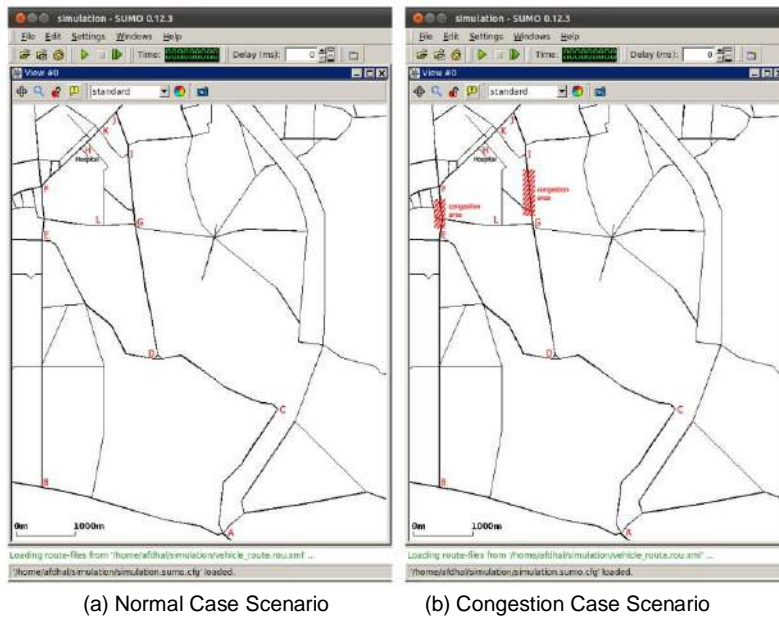 simulation - SUMO 0.12.3
File Edit Settings Windows Help
Time: Delay (ms): 0
View #0
standard
J
K
H
Hospital
I
F
L
G
E
D
C
B
0m 1000m
A
Loading route-files from '/home/afdhal/simulation/vehicle_route.rou.xml' ...
'/home/afdhal/simulation/simulation.sumo.cfg' loaded.
(a) Normal Case Scenario
simulation - SUMO 0.12.3
File Edit Settings Windows Help
Time: Delay (ms): 0
View #0
standard
J
K
H
Hospital
I
F
congestion
area
congestion
area
L
G
E
D
C
B
0m 1000m
A
Loading route-files from '/home/afdhal/simulation/vehicle_route.rou.xml' ...
'/home/afdhal/simulation/simulation.sumo.cfg' loaded.
(b) Congestion Case Scenario